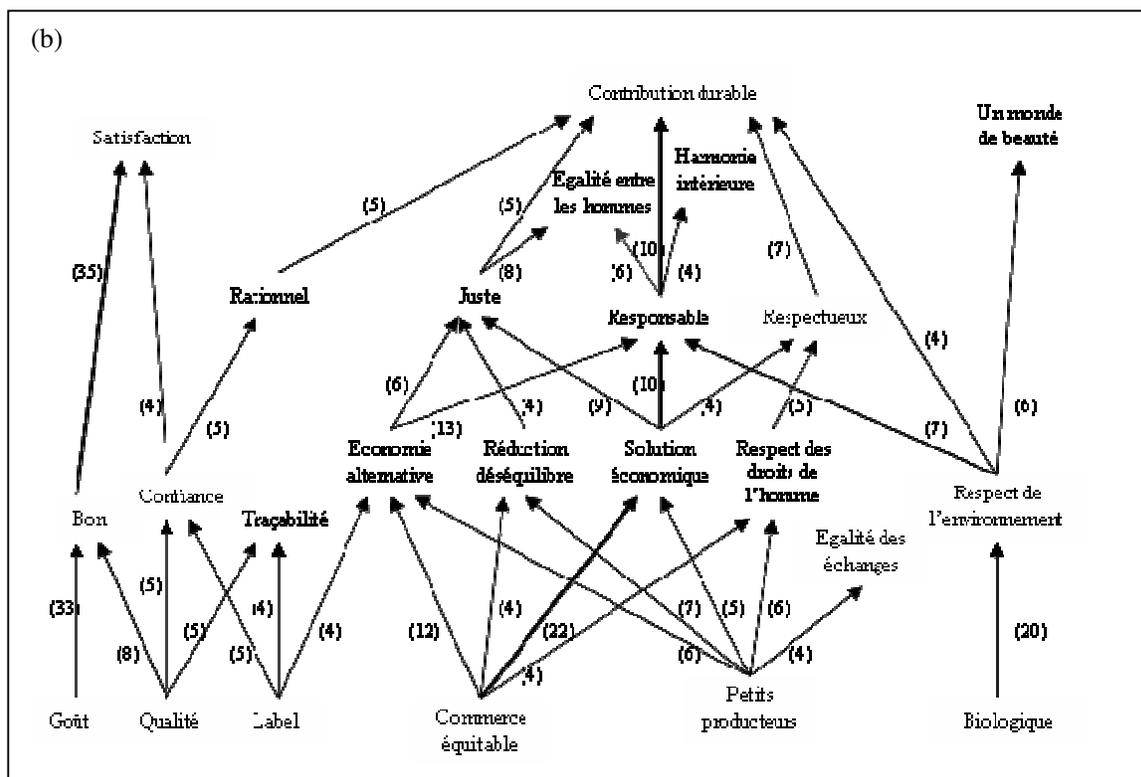 (b)
Contribution durable
Satisfaction
Un monde
de beauté
Harmonie
intérieure
Egalité entre
les hommes
(5)
(5)
(35)
(8)
(10)
(6)
(4)
(7)
Rationnel
Juste
Responsable
Respectueux
(4)
(6)
(10)
(4)
(5)
(13)
(4)
(9)
(4)
(5)
(7)
(6)
Economie
alternative
Réduction
déséquilibre
Solution
économique
Respect des
droits de
l'homme
Confiance
Bon
Traçabilité
Respect de
l'environnement
Egalité des
échanges
(33)
(5)
(4)
(8)
(5)
(5)
(4)
(12)
(4)
(22)
(4)
(7)
(5)
(6)
(6)
(4)
(20)
Goût
Qualité
Label
Commerce
équitable
Petits
producteurs
Biologique